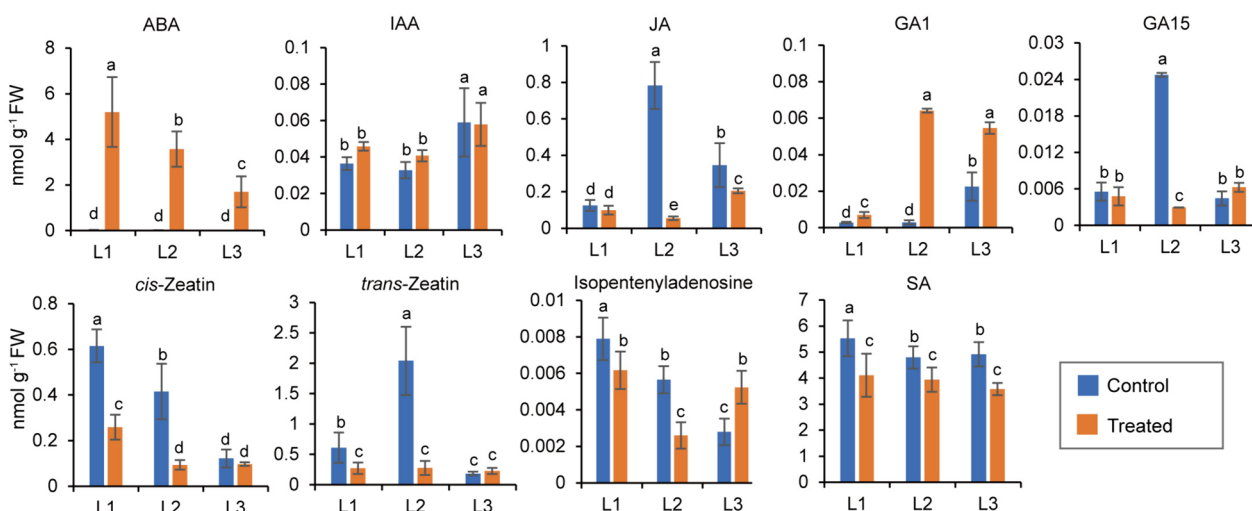 ABA
IAA
JA
GA1
GA15
nmol g⁻¹ FW
8
6
4
2
0
d
a
d
b
d
c
L1
L2
L3
0.1
0.08
0.06
0.04
0.02
0
b
b
b
b
a
a
L1
L2
L3
1
0.8
0.6
0.4
0.2
0
d
d
a
e
b
c
L1
L2
L3
0.1
0.08
0.06
0.04
0.02
0
d
c
d
a
b
a
L1
L2
L3
0.03
0.024
0.018
0.012
0.006
0
b
b
a
c
b
b
L1
L2
L3
cis-Zeatin
trans-Zeatin
Isopentenyladenosine
SA
nmol g⁻¹ FW
0.8
0.6
0.4
0.2
0
a
c
b
d
d
d
L1
L2
L3
3
2.5
2
1.5
1
0.5
0
b
c
a
c
c
c
L1
L2
L3
0.01
0.008
0.006
0.004
0.002
0
a
b
b
c
c
b
L1
L2
L3
7
6
5
4
3
2
1
0
a
c
b
c
b
c
L1
L2
L3
Control
Treated